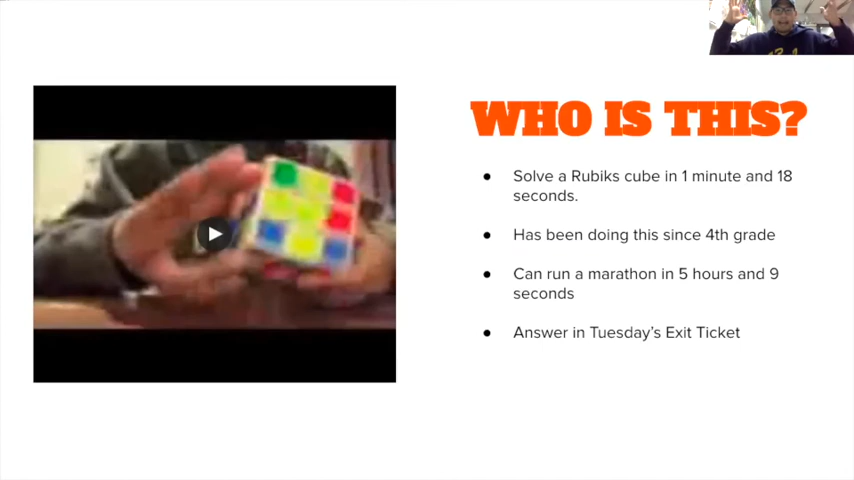 WHO IS THIS?
Solve a Rubiks cube in 1 minute and 18
seconds.
Has been doing this since 4th grade
Can run a marathon in 5 hours and 9
seconds
Answer in Tuesday's Exit Ticket